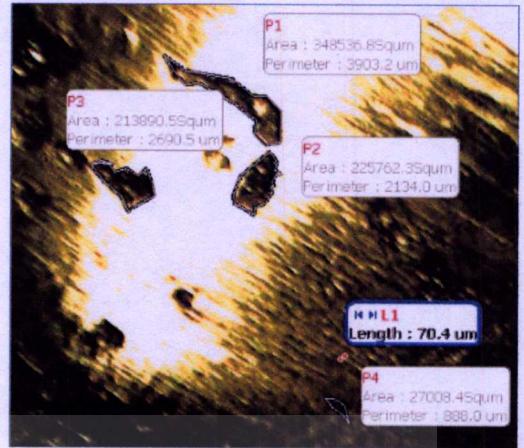 P1
Area : 348536.8Squm
Perimeter : 3903.2 um
P3
Area : 213890.5Squm
Perimeter : 2690.5 um
P2
Area : 225762.3Squm
Perimeter : 2134.0 um
L1
Length : 70.4 um
P4
Area : 27008.4Squm
Perimeter : 888.0 um